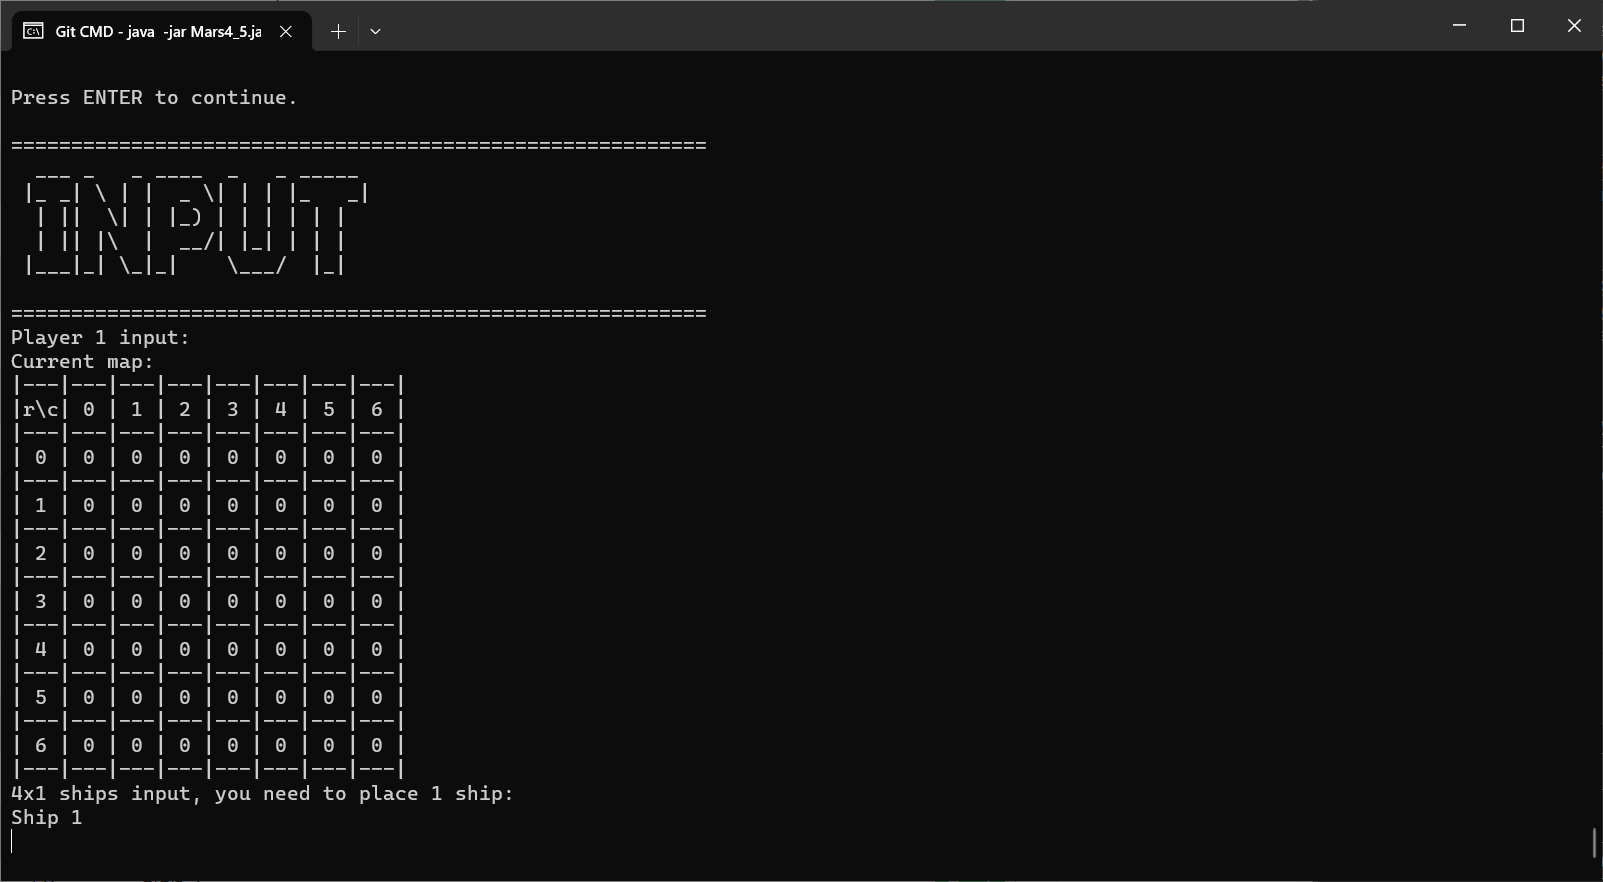 Git CMD - java  -jar Mars4_5.ja
Press ENTER to continue.
==========================================================
  ___ _   _ ____  _   _ _____
 |_ _| \ | |  _ \| | | |_   _|
  | ||  \| | |_) | | | | | |
  | || |\  |  __/| |_| | | |
 |___|_| \_|_|    \___/  |_|
==========================================================
Player 1 input:
Current map:
|---|---|---|---|---|---|---|---|
|r\c| 0 | 1 | 2 | 3 | 4 | 5 | 6 |
|---|---|---|---|---|---|---|---|
| 0 | 0 | 0 | 0 | 0 | 0 | 0 | 0 |
|---|---|---|---|---|---|---|---|
| 1 | 0 | 0 | 0 | 0 | 0 | 0 | 0 |
|---|---|---|---|---|---|---|---|
| 2 | 0 | 0 | 0 | 0 | 0 | 0 | 0 |
|---|---|---|---|---|---|---|---|
| 3 | 0 | 0 | 0 | 0 | 0 | 0 | 0 |
|---|---|---|---|---|---|---|---|
| 4 | 0 | 0 | 0 | 0 | 0 | 0 | 0 |
|---|---|---|---|---|---|---|---|
| 5 | 0 | 0 | 0 | 0 | 0 | 0 | 0 |
|---|---|---|---|---|---|---|---|
| 6 | 0 | 0 | 0 | 0 | 0 | 0 | 0 |
|---|---|---|---|---|---|---|---|
4x1 ships input, you need to place 1 ship:
Ship 1